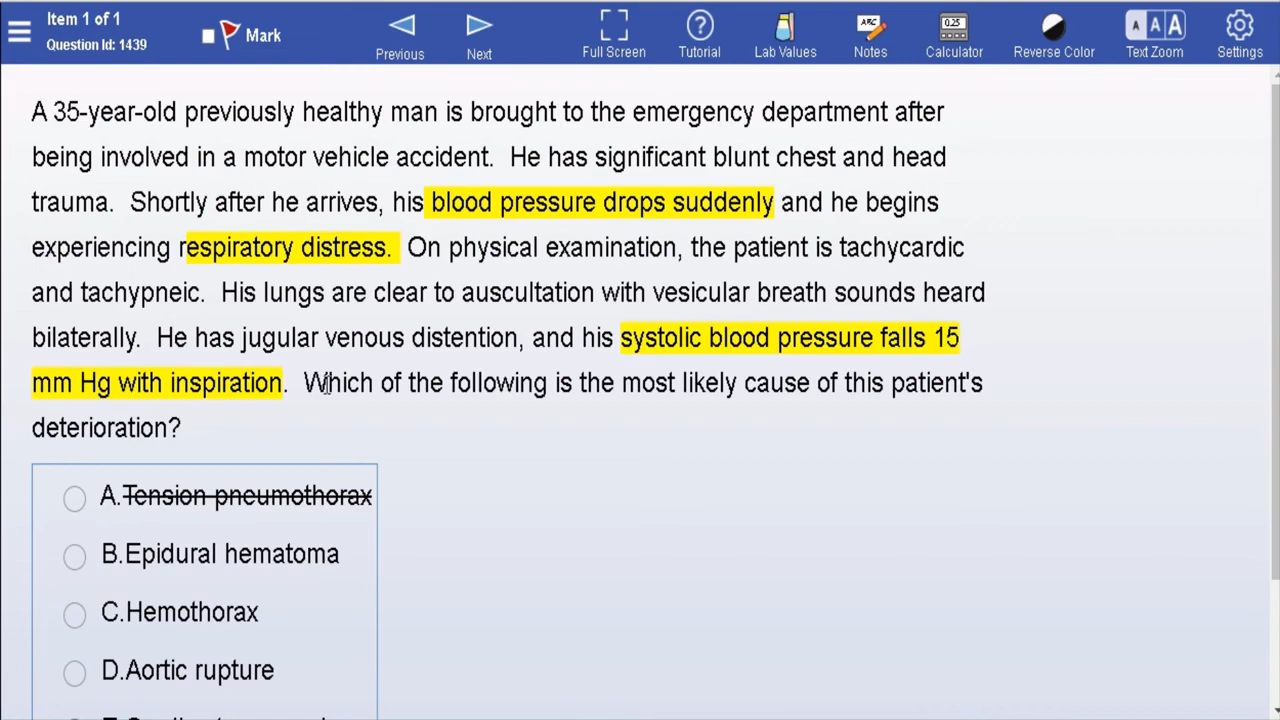 Item 1 of 1
Question Id: 1439
Mark
Previous
Next
Full Screen
Tutorial
Lab Values
ABC
Notes
0.25
Calculator
Reverse Color
A A A
Text Zoom
Settings
A 35-year-old previously healthy man is brought to the emergency department after
being involved in a motor vehicle accident. He has significant blunt chest and head
trauma. Shortly after he arrives, his blood pressure drops suddenly and he begins
experiencing respiratory distress. On physical examination, the patient is tachycardic
and tachypneic. His lungs are clear to auscultation with vesicular breath sounds heard
bilaterally. He has jugular venous distention, and his systolic blood pressure falls 15
mm Hg with inspiration. Which of the following is the most likely cause of this patient's
deterioration?
A.Tension pneumothorax
B.Epidural hematoma
C.Hemothorax
D.Aortic rupture